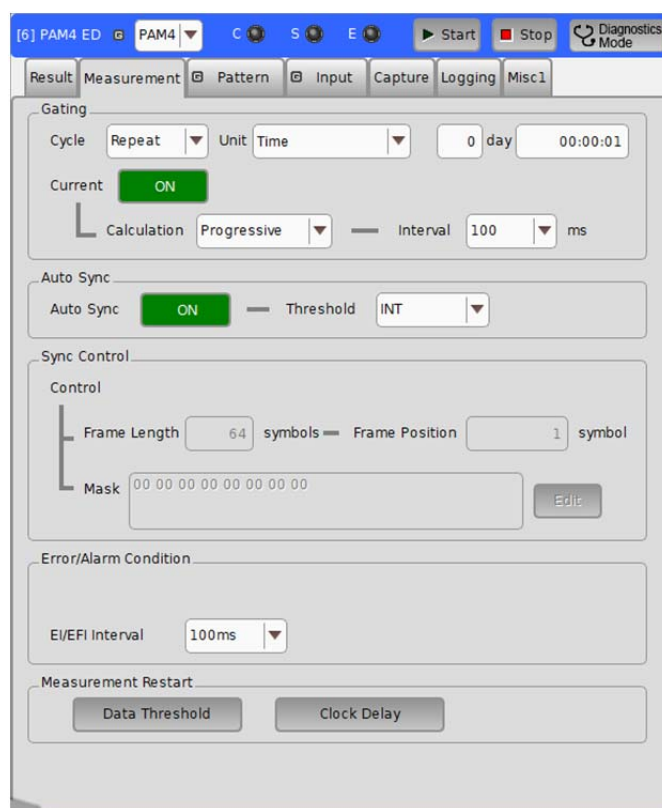 [6] PAM4 ED G PAM4 C S E Start Stop Diagnostics Mode
Result Measurement G Pattern G Input Capture Logging Misc1
Gating
Cycle Repeat Unit Time 0 day 00:00:01
Current ON
Calculation Progressive Interval 100 ms
Auto Sync
Auto Sync ON Threshold INT
Sync Control
Control
Frame Length 64 symbols Frame Position 1 symbol
Mask 00 00 00 00 00 00 00 00
Edit
Error/Alarm Condition
EI/EFI Interval 100ms
Measurement Restart
Data Threshold Clock Delay